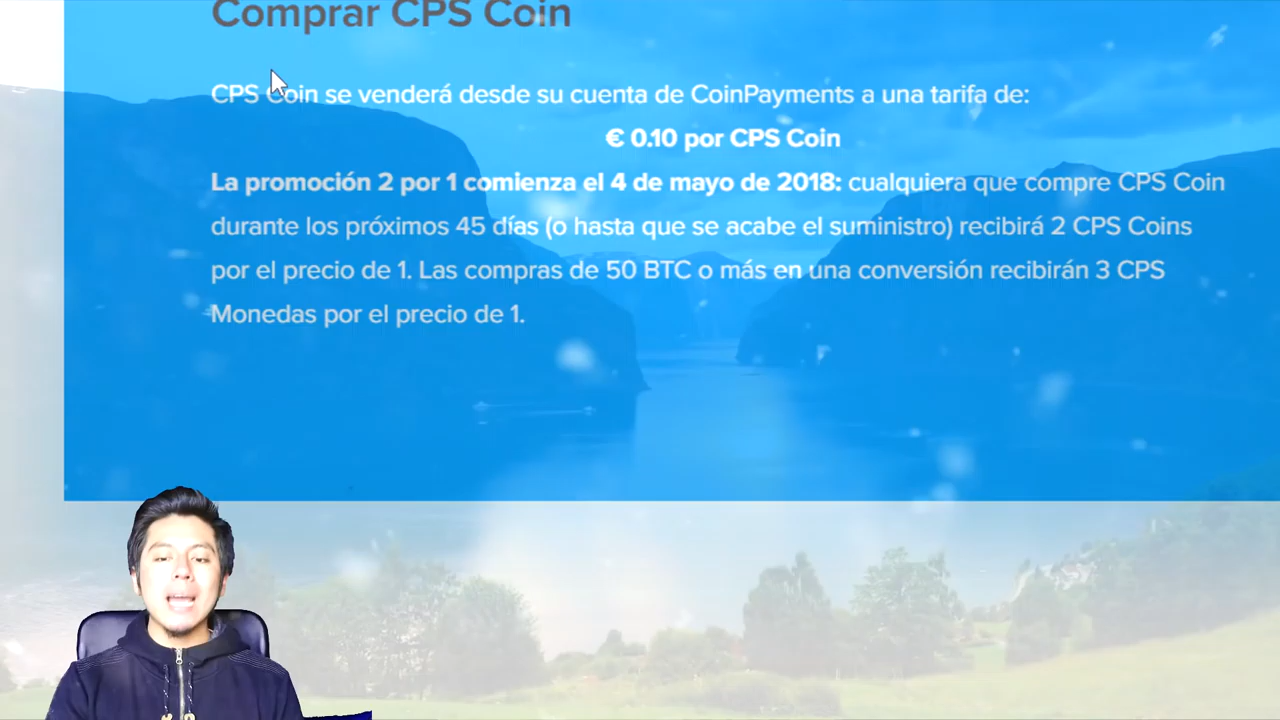 Comprar CPS Coin
CPS Coin se venderá desde su cuenta de CoinPayments a una tarifa de:
€ 0.10 por CPS Coin
La promoción 2 por 1 comienza el 4 de mayo de 2018: cualquiera que compre CPS Coin
durante los próximos 45 días (o hasta que se acabe el suministro) recibirá 2 CPS Coins
por el precio de 1. Las compras de 50 BTC o más en una conversión recibirán 3 CPS
Monedas por el precio de 1.